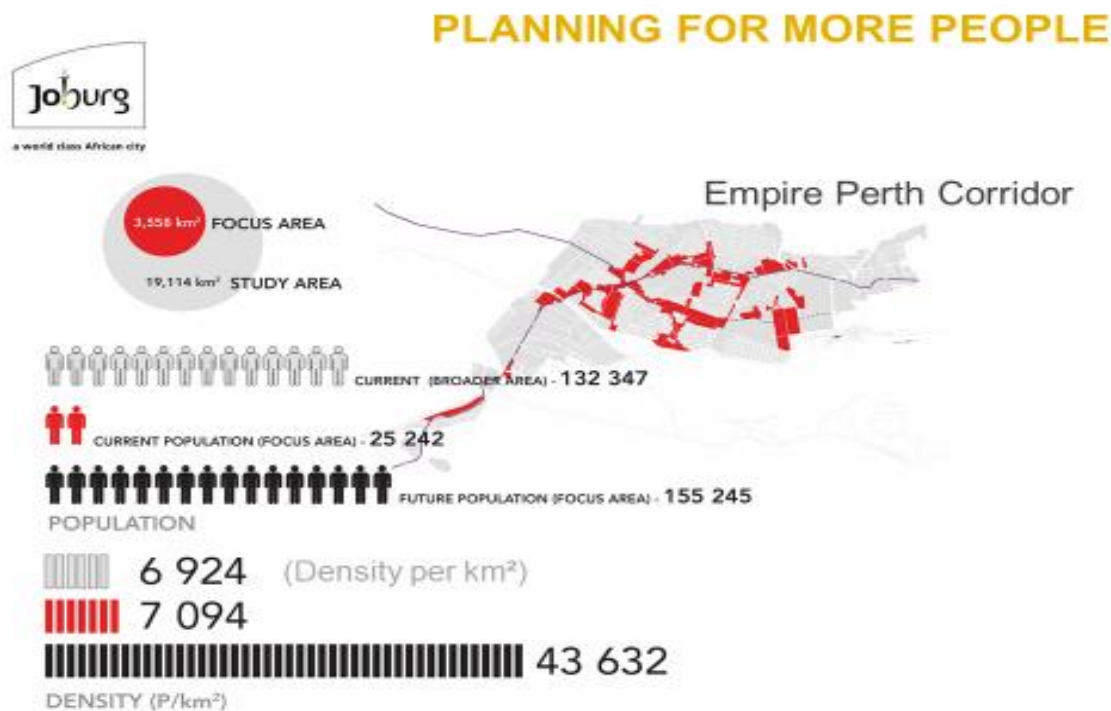 PLANNING FOR MORE PEOPLE
Joburg
a world class African city
Empire Perth Corridor
3,558 km² FOCUS AREA
19,114 km² STUDY AREA
CURRENT (BROADER AREA) - 132 347
CURRENT POPULATION (FOCUS AREA) - 25 242
FUTURE POPULATION (FOCUS AREA) - 155 245
POPULATION
6 924 (Density per km²)
7 094
43 632
DENSITY (P/km²)